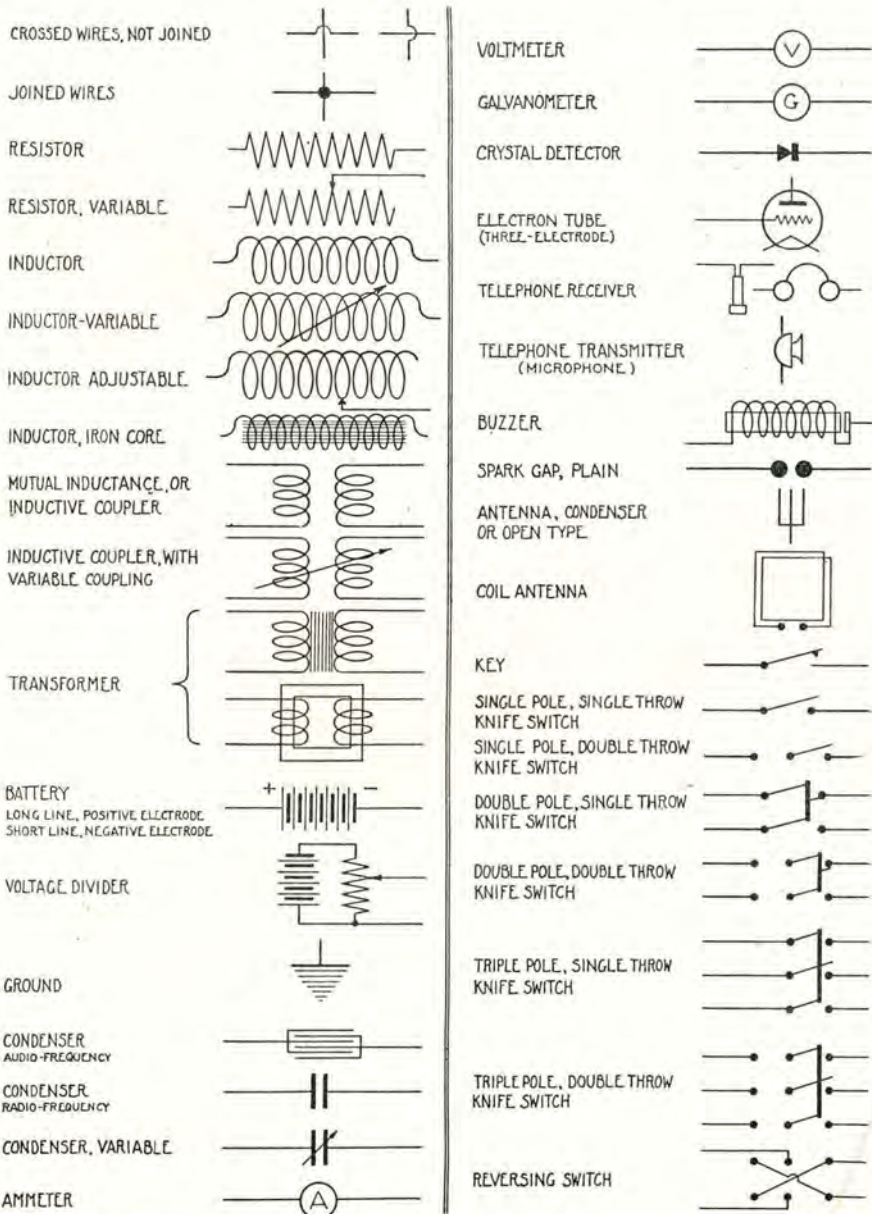 CROSSED WIRES, NOT JOINED
JOINED WIRES
RESISTOR
RESISTOR, VARIABLE
INDUCTOR
INDUCTOR-VARIABLE
INDUCTOR ADJUSTABLE
INDUCTOR, IRON CORE
MUTUAL INDUCTANCE, OR
INDUCTIVE COUPLER
INDUCTIVE COUPLER, WITH
VARIABLE COUPLING
TRANSFORMER
BATTERY
+ −
LONG LINE, POSITIVE ELECTRODE
SHORT LINE, NEGATIVE ELECTRODE
VOLTAGE DIVIDER
GROUND
CONDENSER
AUDIO-FREQUENCY
CONDENSER
RADIO-FREQUENCY
CONDENSER, VARIABLE
AMMETER A
VOLTMETER V
GALVANOMETER G
CRYSTAL DETECTOR
ELECTRON TUBE
(THREE-ELECTRODE)
TELEPHONE RECEIVER
TELEPHONE TRANSMITTER
(MICROPHONE)
BUZZER
SPARK GAP, PLAIN
ANTENNA, CONDENSER
OR OPEN TYPE
COIL ANTENNA
KEY
SINGLE POLE, SINGLE THROW
KNIFE SWITCH
SINGLE POLE, DOUBLE THROW
KNIFE SWITCH
DOUBLE POLE, SINGLE THROW
KNIFE SWITCH
DOUBLE POLE, DOUBLE THROW
KNIFE SWITCH
TRIPLE POLE, SINGLE THROW
KNIFE SWITCH
TRIPLE POLE, DOUBLE THROW
KNIFE SWITCH
REVERSING SWITCH